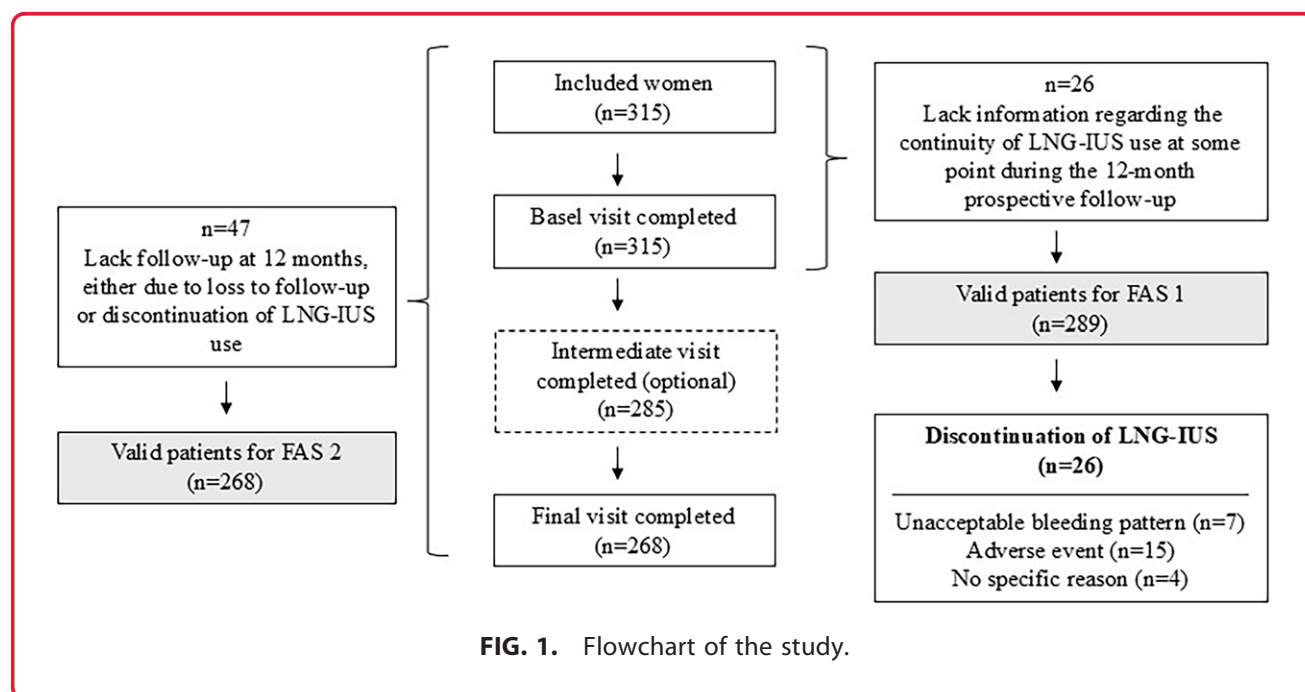 n=47
Lack follow-up at 12 months,
either due to loss to follow-up
or discontinuation of LNG-IUS
use
Valid patients for FAS 2
(n=268)
Included women
(n=315)
Basel visit completed
(n=315)
Intermediate visit
completed (optional)
(n=285)
Final visit completed
(n=268)
n=26
Lack information regarding the
continuity of LNG-IUS use at some
point during the 12-month
prospective follow-up
Valid patients for FAS 1
(n=289)
Discontinuation of LNG-IUS
(n=26)
Unacceptable bleeding pattern (n=7)
Adverse event (n=15)
No specific reason (n=4)
FIG. 1. Flowchart of the study.